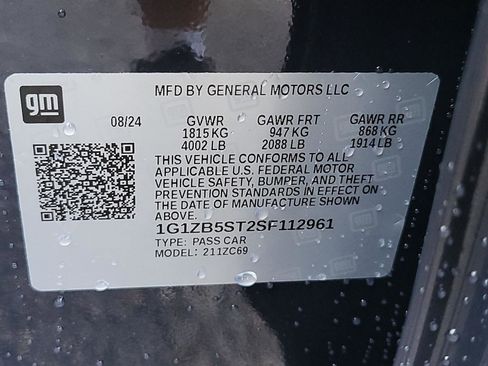 gm
MFD BY GENERAL MOTORS LLC
08/24 GVWR GAWR FRT GAWR RR
1815 KG 947 KG 868 KG
4002 LB 2088 LB 1914 LB
THIS VEHICLE CONFORMS TO ALL
APPLICABLE U.S. FEDERAL MOTOR
VEHICLE SAFETY, BUMPER, AND THEFT
PREVENTION STANDARDS IN EFFECT ON
THE DATE OF MANUFACTURE SHOWN
ABOVE.
1G1ZB5ST2SF112961
TYPE: PASS CAR
MODEL: 211ZC69